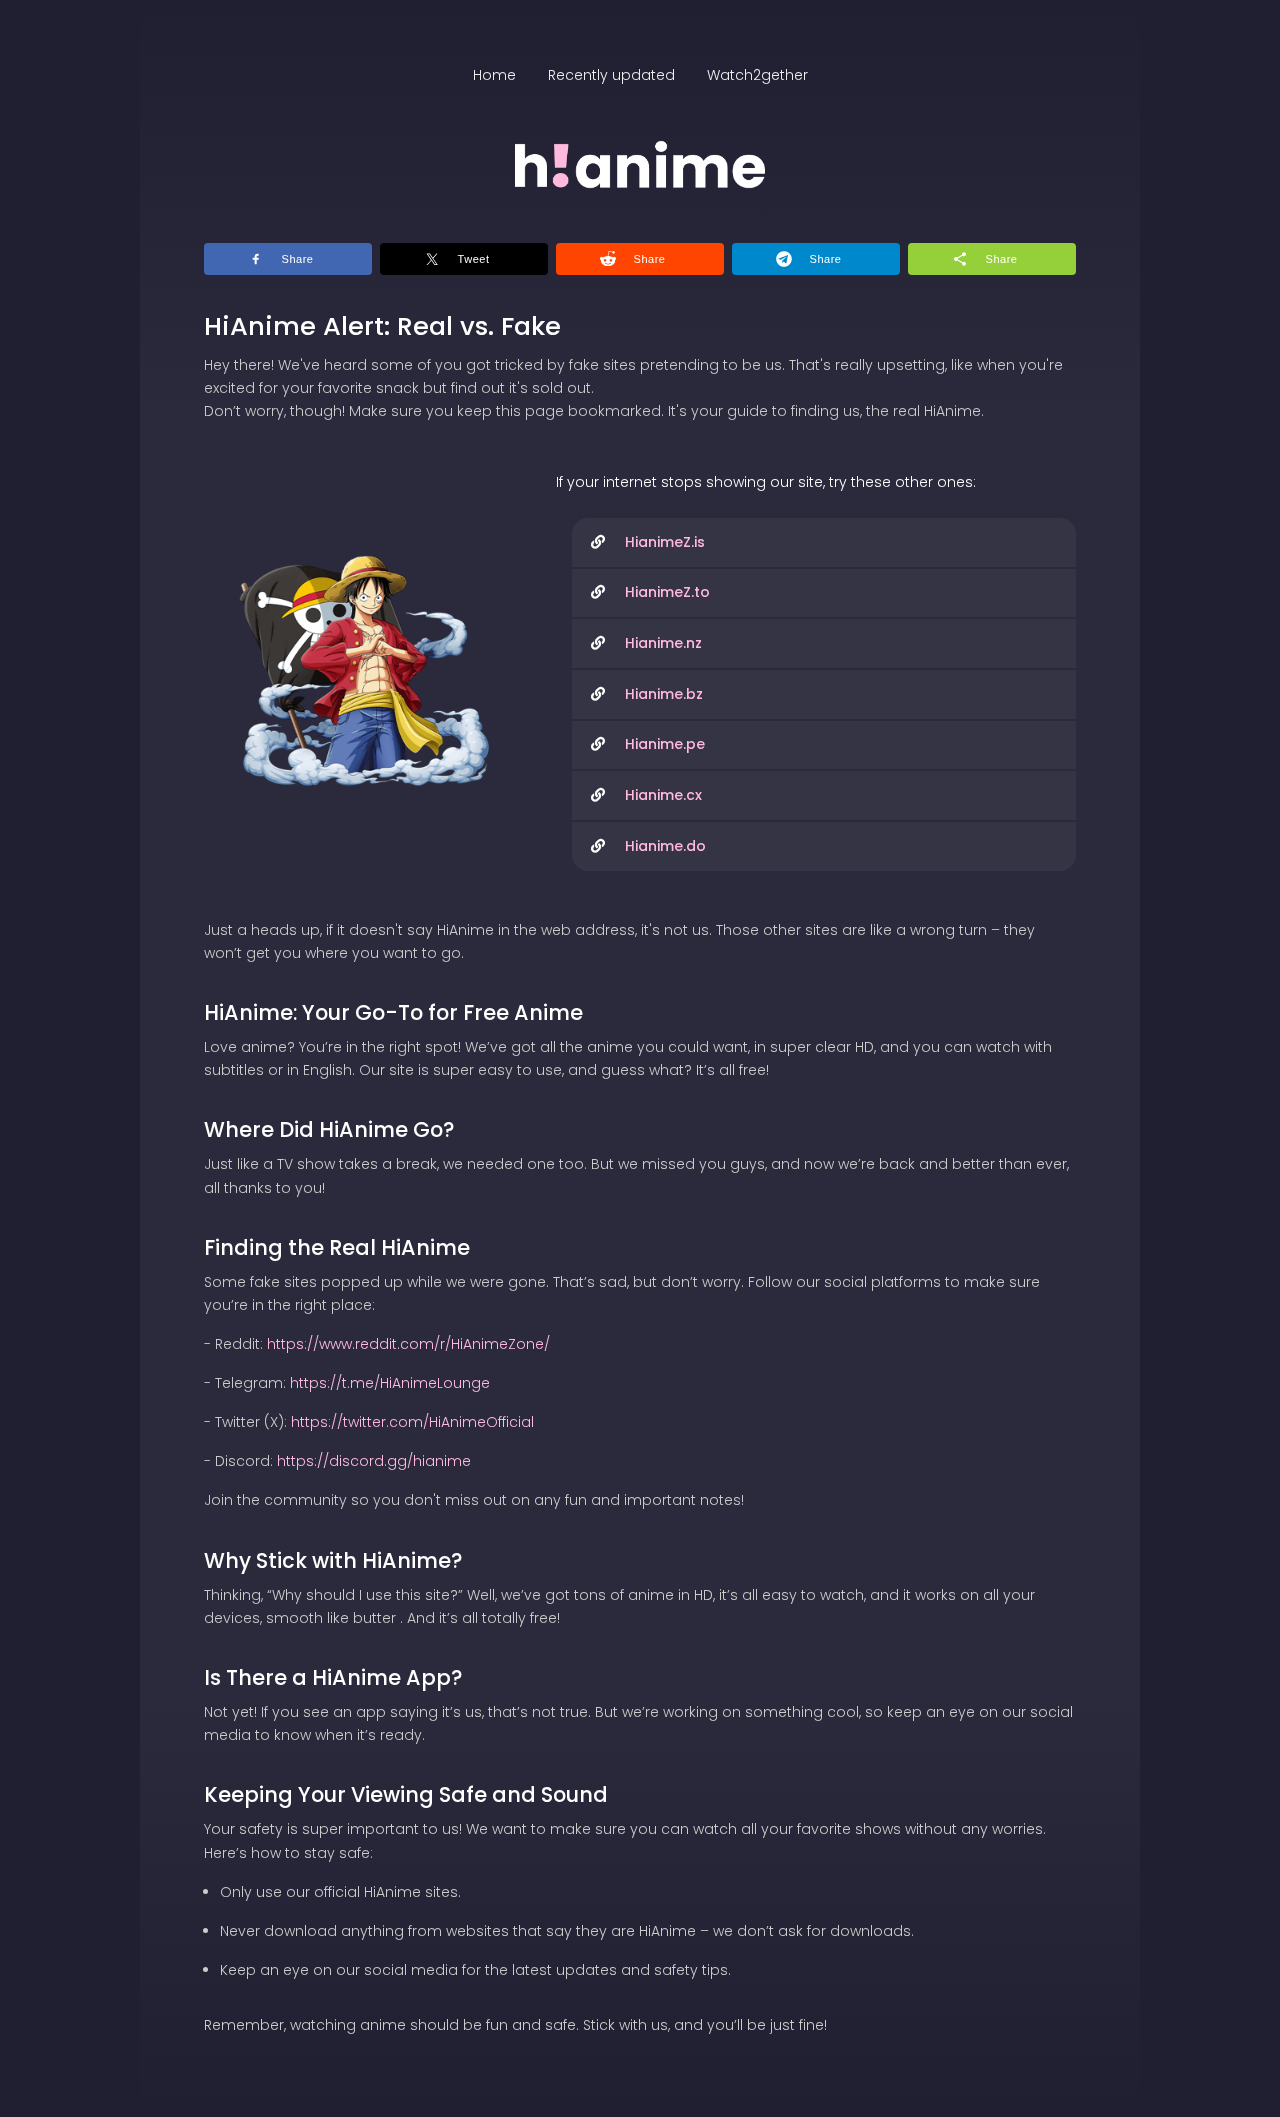 Home Recently updated Watch2gether
h!anime
Share Tweet Share Share Share
HiAnime Alert: Real vs. Fake
Hey there! We've heard some of you got tricked by fake sites pretending to be us. That's really upsetting, like when you're
excited for your favorite snack but find out it's sold out.
Don’t worry, though! Make sure you keep this page bookmarked. It's your guide to finding us, the real HiAnime.
If your internet stops showing our site, try these other ones:
HianimeZ.is
HianimeZ.to
Hianime.nz
Hianime.bz
Hianime.pe
Hianime.cx
Hianime.do
Just a heads up, if it doesn't say HiAnime in the web address, it's not us. Those other sites are like a wrong turn – they
won’t get you where you want to go.
HiAnime: Your Go-To for Free Anime
Love anime? You’re in the right spot! We’ve got all the anime you could want, in super clear HD, and you can watch with
subtitles or in English. Our site is super easy to use, and guess what? It’s all free!
Where Did HiAnime Go?
Just like a TV show takes a break, we needed one too. But we missed you guys, and now we’re back and better than ever,
all thanks to you!
Finding the Real HiAnime
Some fake sites popped up while we were gone. That’s sad, but don’t worry. Follow our social platforms to make sure
you’re in the right place:
- Reddit: https://www.reddit.com/r/HiAnimeZone/
- Telegram: https://t.me/HiAnimeLounge
- Twitter (X): https://twitter.com/HiAnimeOfficial
- Discord: https://discord.gg/hianime
Join the community so you don't miss out on any fun and important notes!
Why Stick with HiAnime?
Thinking, “Why should I use this site?” Well, we’ve got tons of anime in HD, it’s all easy to watch, and it works on all your
devices, smooth like butter . And it’s all totally free!
Is There a HiAnime App?
Not yet! If you see an app saying it’s us, that’s not true. But we’re working on something cool, so keep an eye on our social
media to know when it’s ready.
Keeping Your Viewing Safe and Sound
Your safety is super important to us! We want to make sure you can watch all your favorite shows without any worries.
Here’s how to stay safe:
• Only use our official HiAnime sites.
• Never download anything from websites that say they are HiAnime – we don’t ask for downloads.
• Keep an eye on our social media for the latest updates and safety tips.
Remember, watching anime should be fun and safe. Stick with us, and you’ll be just fine!